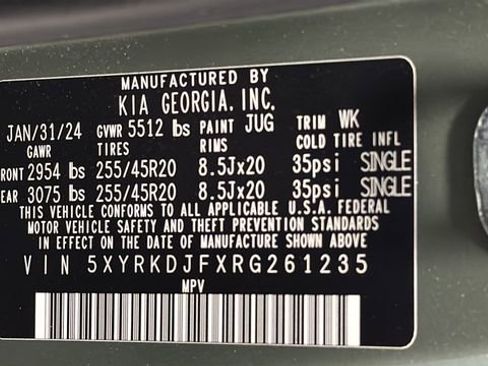 MANUFACTURED BY
KIA GEORGIA. INC.
JAN/31/24 GVWR 5512 lbs PAINT JUG TRIM WK
GAWR TIRES RIMS COLD TIRE INFL
FRONT 2954 lbs 255/45R20 8.5Jx20 35psi SINGLE
REAR 3075 lbs 255/45R20 8.5Jx20 35psi SINGLE
THIS VEHICLE CONFORMS TO ALL APPLICABLE U.S.A. FEDERAL
MOTOR VEHICLE SAFETY AND THEFT PREVENTION STANDARDS
IN EFFECT ON THE DATE OF MANUFACTURE SHOWN ABOVE
VIN 5XYRKDJFXRG261235
MPV